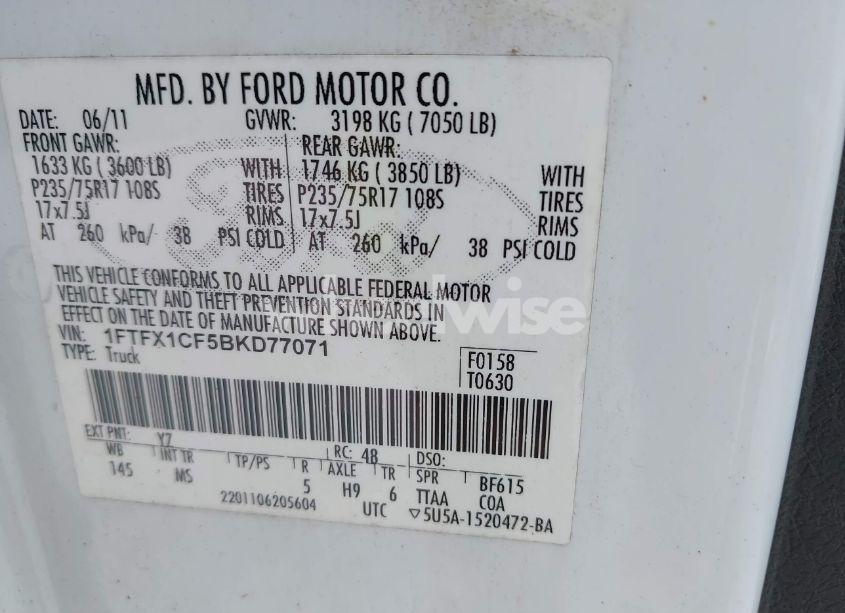 MFD. BY FORD MOTOR CO.
DATE: 06/11 GVWR: 3198 KG ( 7050 LB)
FRONT GAWR: REAR GAWR:
1633 KG ( 3600 LB) WITH 1746 KG ( 3850 LB) WITH
P235/75R17 108S TIRES P235/75R17 108S TIRES
17x7.5J RIMS 17x7.5J RIMS
AT 260 kPa/ 38 PSI COLD AT 260 kPa/ 38 PSI COLD
THIS VEHICLE CONFORMS TO ALL APPLICABLE FEDERAL MOTOR
VEHICLE SAFETY AND THEFT PREVENTION STANDARDS IN
EFFECT ON THE DATE OF MANUFACTURE SHOWN ABOVE.
VIN: 1FTFX1CF5BKD77071
TYPE: Truck
F0158
T0630
EXT PNT: Y7 RC: 48 DSO:
WB INT TR TP/PS R AXLE TR SPR BF615
145 MS 5 H9 6 TTAA COA
2201106205604 UTC ▽5U5A-1520472-BA